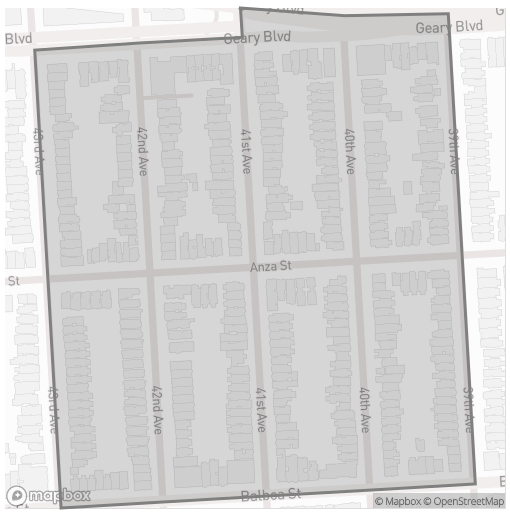 Blvd
Geary Blvd
Geary Blvd
43rd Ave
42nd Ave
41st Ave
40th Ave
39th Ave
Anza St
St
43rd Ave
42nd Ave
41st Ave
40th Ave
39th Ave
Balboa St
mapbox
© Mapbox © OpenStreetMap